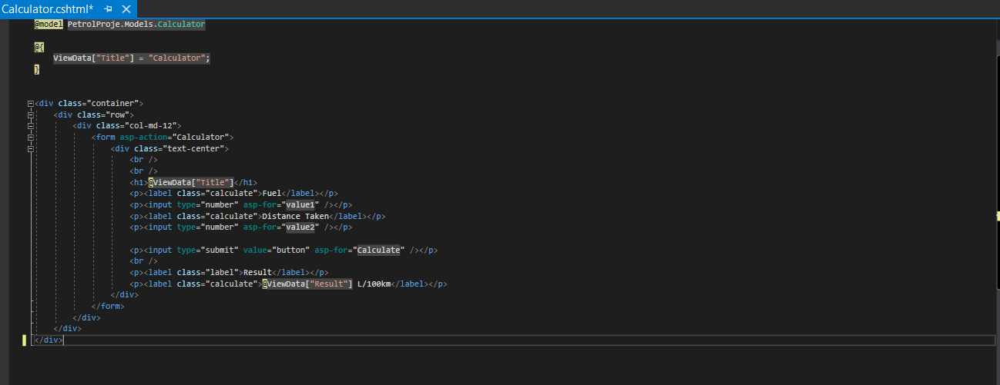 Calculator.cshtml*
@model PetrolProje.Models.Calculator
@{
ViewData["Title"] = "Calculator";
}
<div class="container">
<div class="row">
<div class="col-md-12">
<form asp-action="Calculator">
<div class="text-center">
<br />
<br />
<h1>@ViewData["Title"]</h1>
<p><label class="calculate">Fuel</label></p>
<p><input type="number" asp-for="value1" /></p>
<p><label class="calculate">Distance Taken</label></p>
<p><input type="number" asp-for="value2" /></p>
<p><input type="submit" value="button" asp-for="Calculate" /></p>
<br />
<p><label class="label">Result</label></p>
<p><label class="calculate">@ViewData["Result"] L/100km</label></p>
</div>
</form>
</div>
</div>
</div>